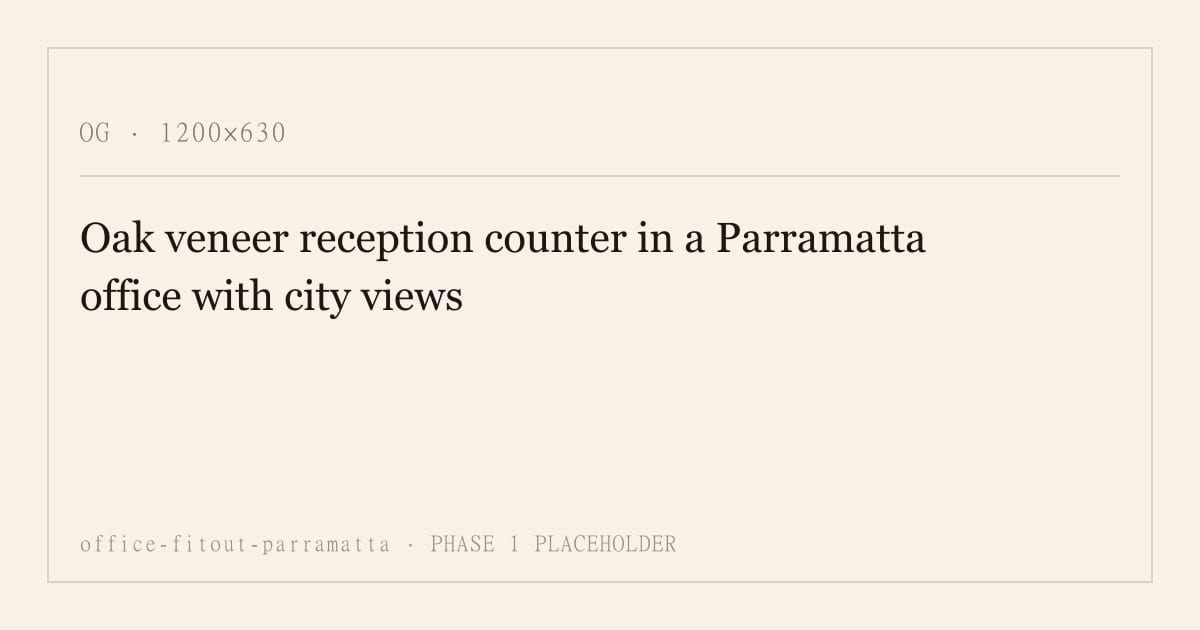 OG · 1200×630
Oak veneer reception counter in a Parramatta
office with city views
office-fitout-parramatta · PHASE 1 PLACEHOLDER